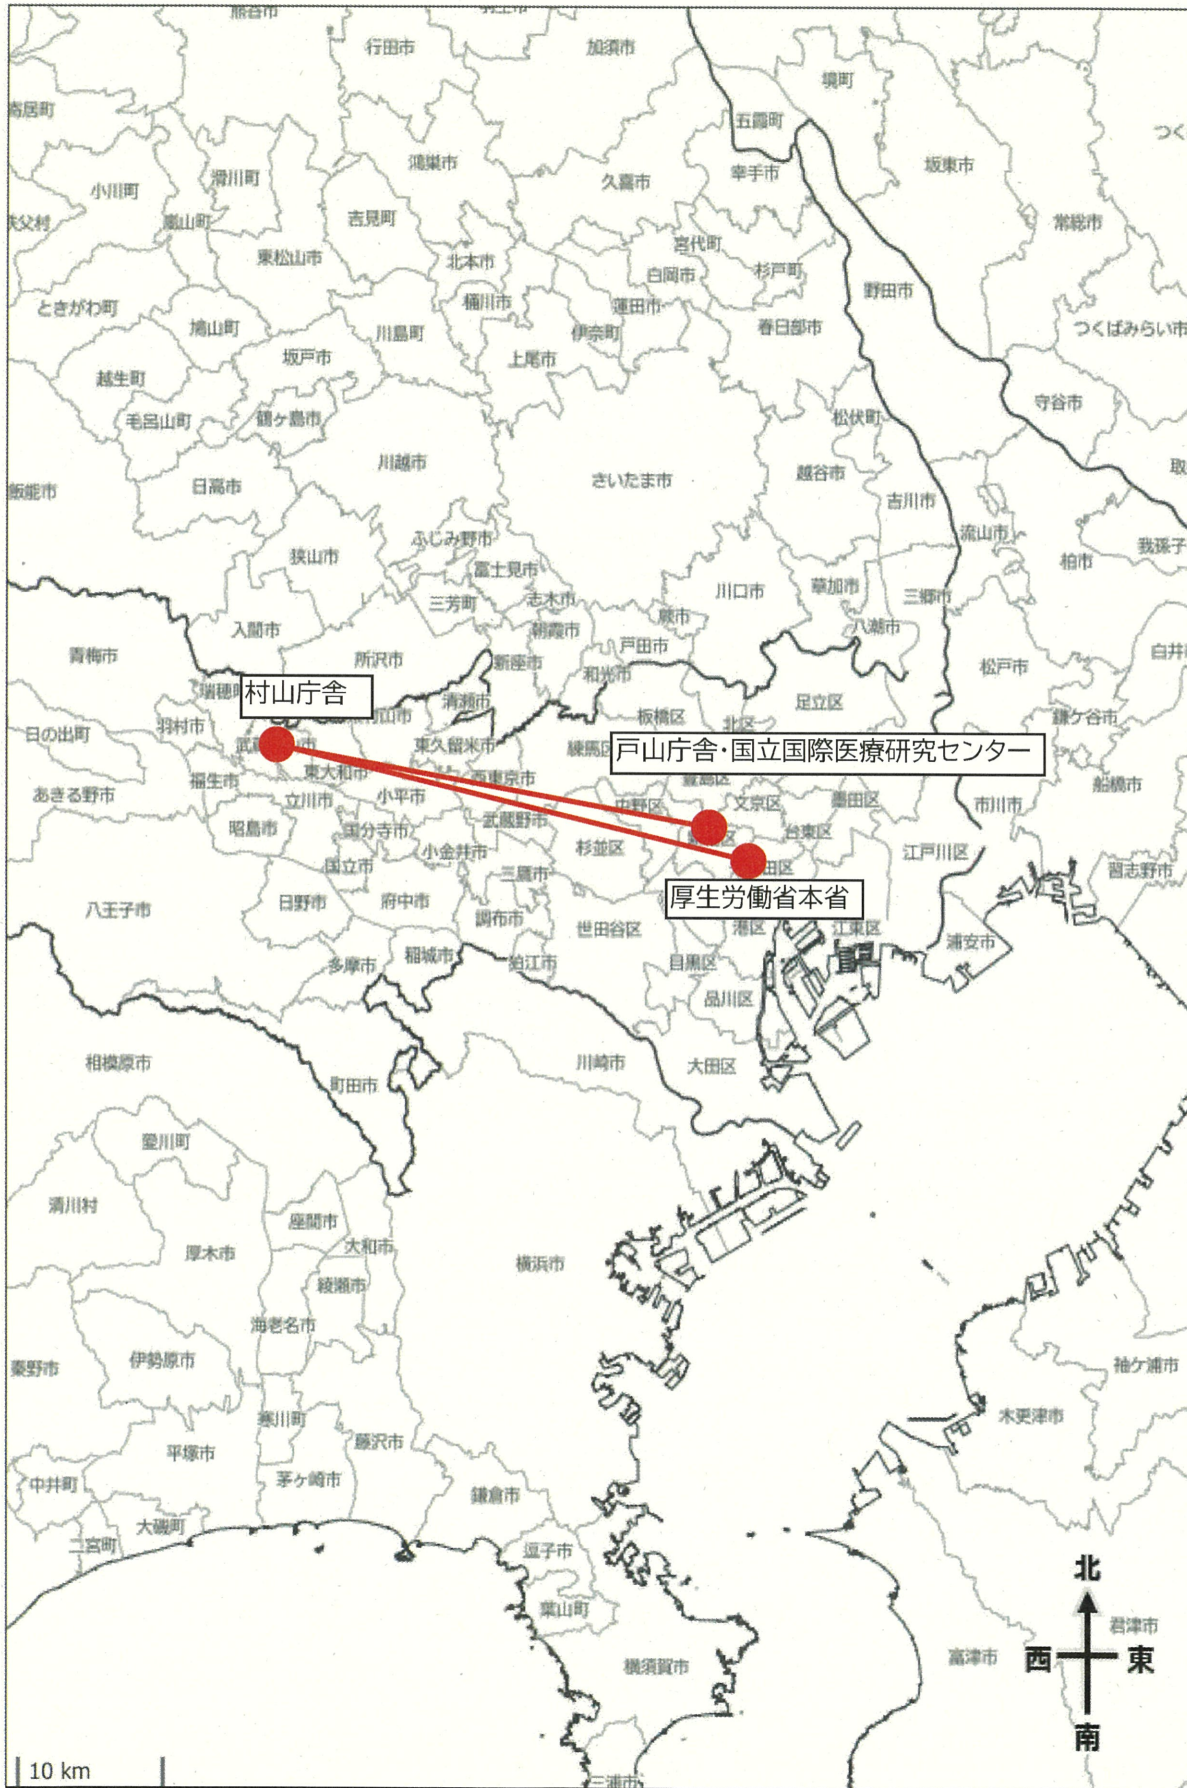 熊谷市
行田市
羽生市
加須市
境町
寄居町
五霞町
つく
小川町
滑川町
鴻巣市
久喜市
幸手市
坂東市
秩父村
嵐山町
吉見町
宮代町
常総市
東松山市
北本市
白岡市
杉戸町
野田市
ときがわ町
鳩山町
川島町
桶川市
伊奈町
蓮田市
春日部市
つくばみらい市
坂戸市
上尾市
越生町
毛呂山町
鶴ヶ島市
松伏町
守谷市
飯能市
日高市
川越市
さいたま市
越谷市
吉川市
取
狭山市
ふじみ野市
富士見市
流山市
柏市
我孫子
三芳町
志木市
川口市
草加市
三郷市
入間市
朝霞市
蕨市
八潮市
青梅市
所沢市
新座市
和光市
戸田市
松戸市
白井
瑞穂町
村山庁舎
山市
清瀬市
板橋区
北区
足立区
鎌ケ谷市
日の出町
羽村市
武蔵
山市
東久留米市
練馬区
戸山庁舎・国立国際医療研究センター
あきる野市
福生市
東大和市
西東京市
豊島区
船橋市
立川市
小平市
中野区
文京区
墨田区
市川市
昭島市
国分寺市
武蔵野市
杉並区
区
台東区
江戸川区
国立市
小金井市
三鷹市
田区
習志野市
八王子市
日野市
府中市
調布市
世田谷区
厚生労働省本省
港区
江東区
浦安市
多摩市
稲城市
狛江市
目黒区
品川区
相模原市
町田市
川崎市
大田区
愛川町
清川村
厚木市
座間市
大和市
横浜市
綾瀬市
海老名市
秦野市
伊勢原市
袖ケ浦市
寒川町
藤沢市
木更津市
平塚市
中井町
茅ヶ崎市
鎌倉市
二宮町
大磯町
逗子市
葉山町
北
横須賀市
富津市
西
東
君津市
南
三浦市
10 km